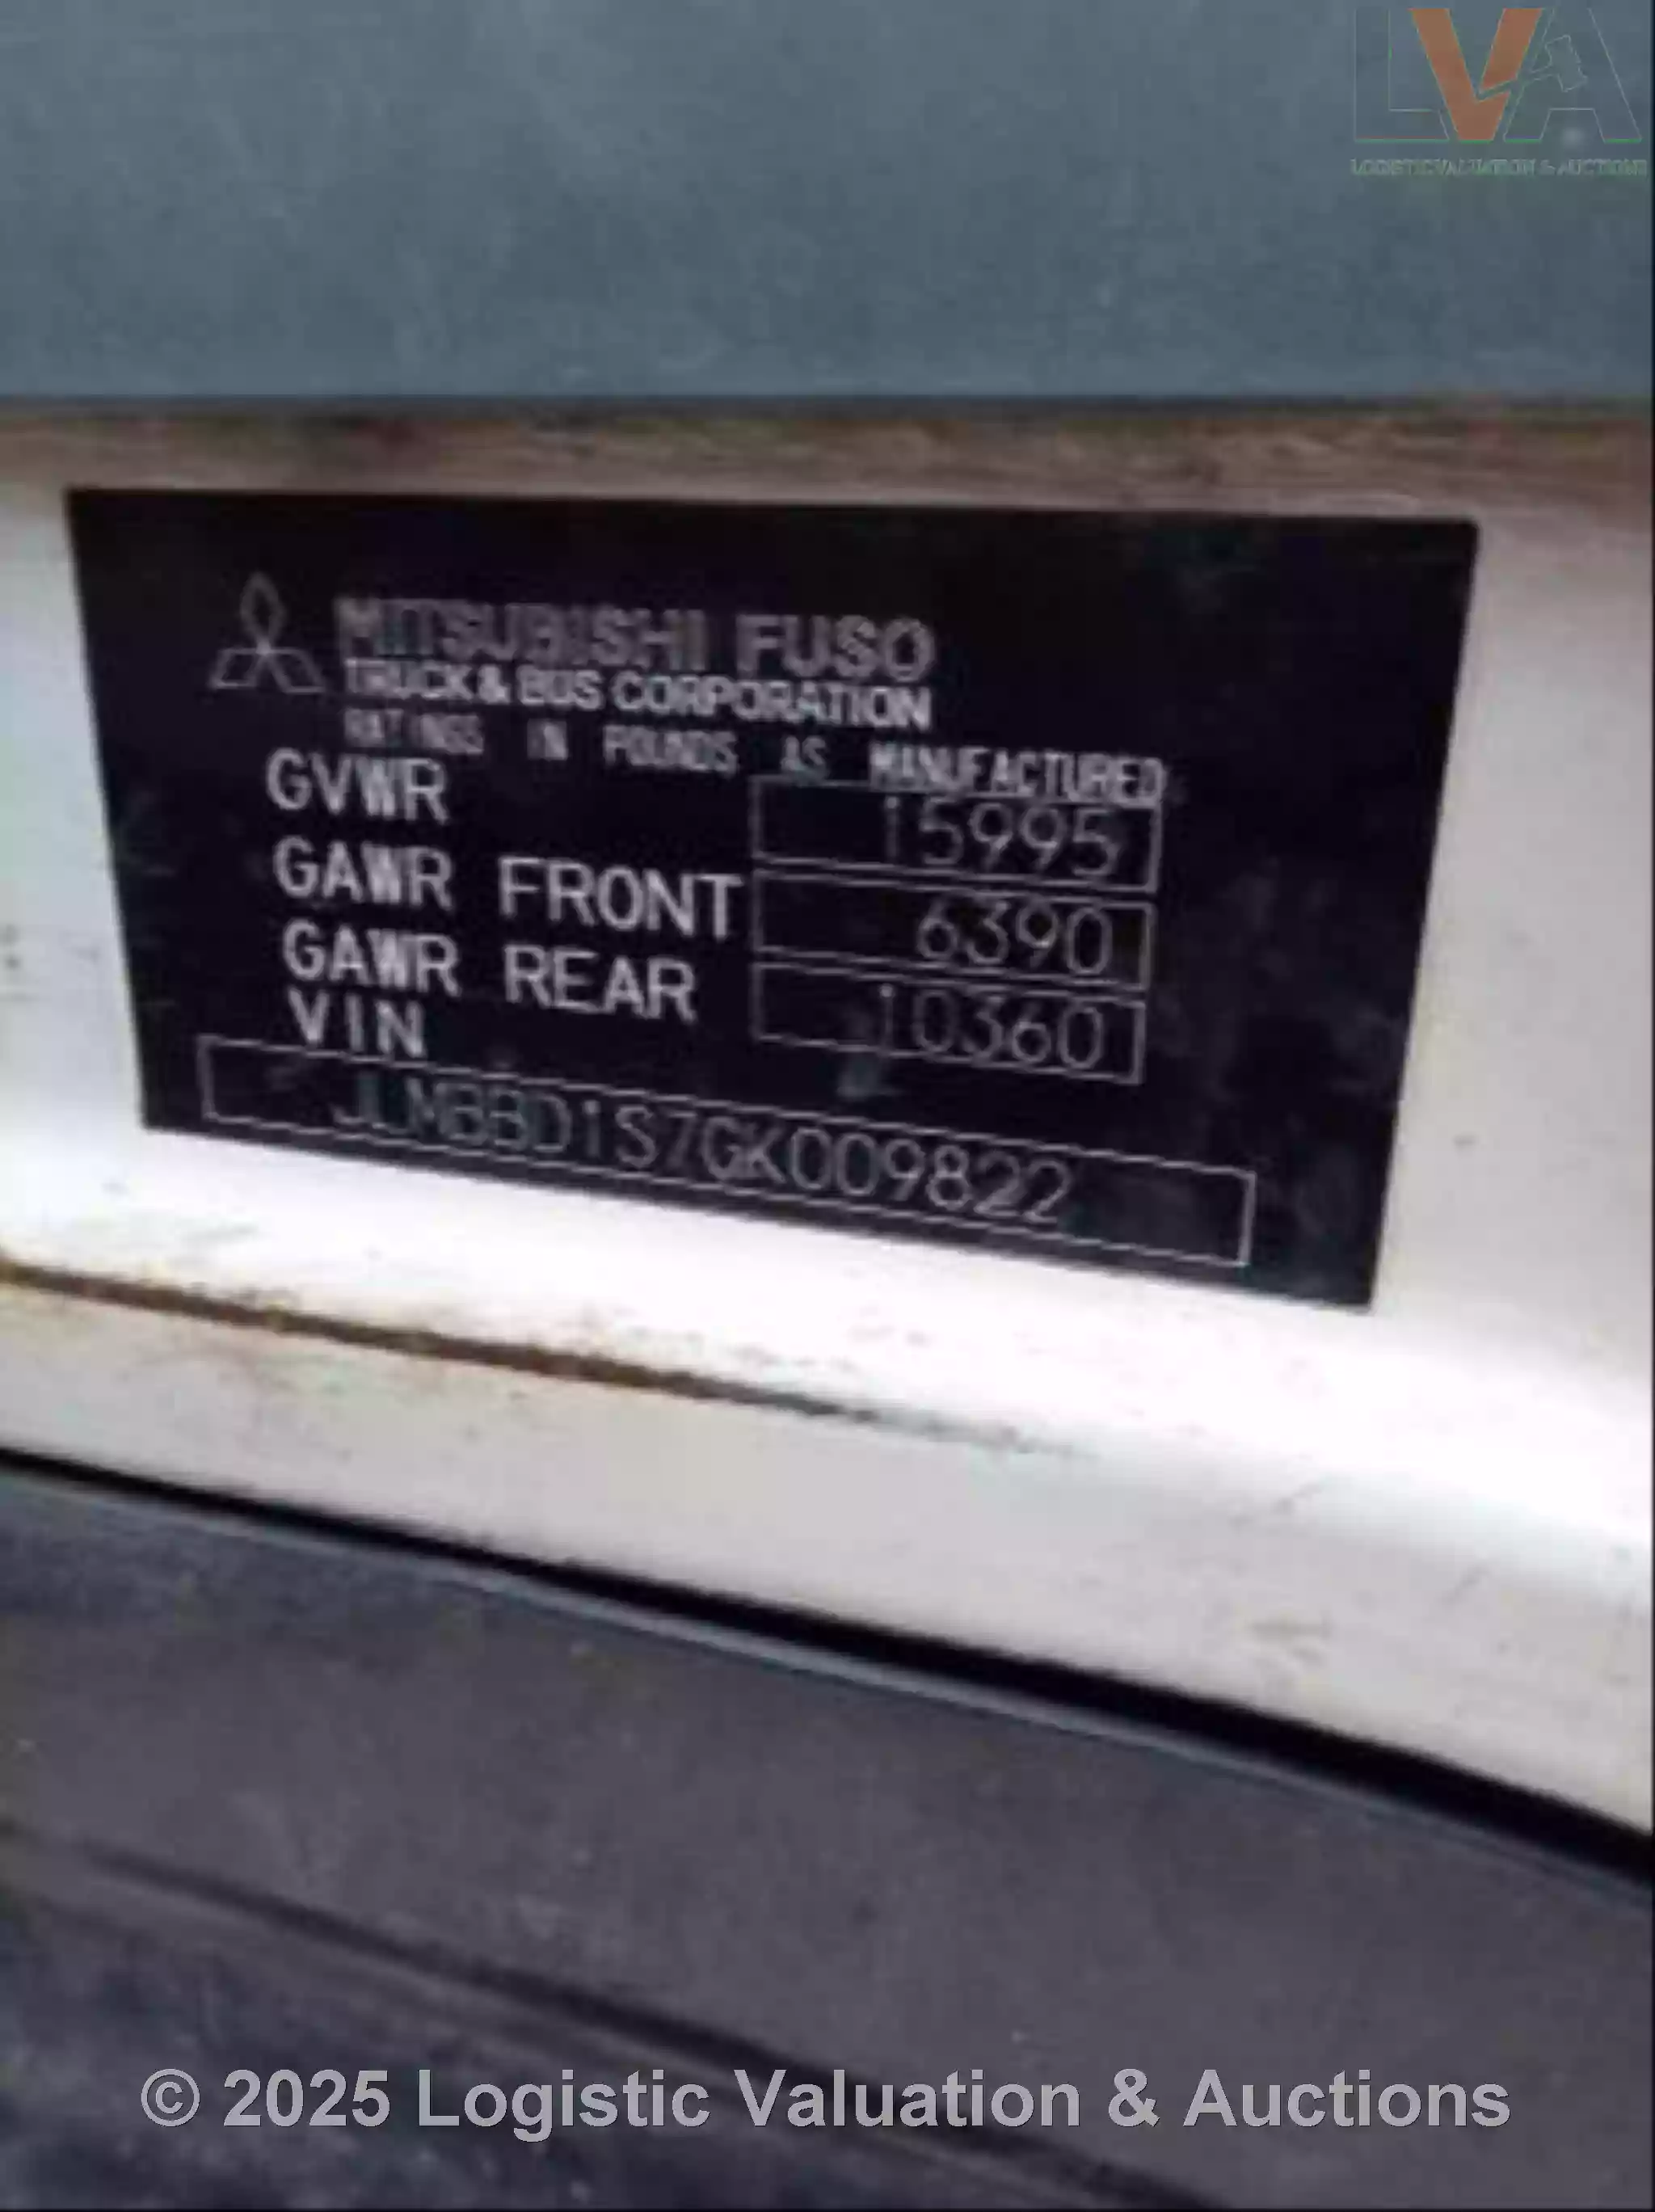 LVA
LOGISTIC VALUATION & AUCTIONS
MITSUBISHI FUSO
TRUCK & BUS CORPORATION
RATINGS IN POUNDS AS MANUFACTURED
GVWR 15995
GAWR FRONT 6390
GAWR REAR 10360
VIN
JLMBBD1S7GK009822
© 2025 Logistic Valuation & Auctions